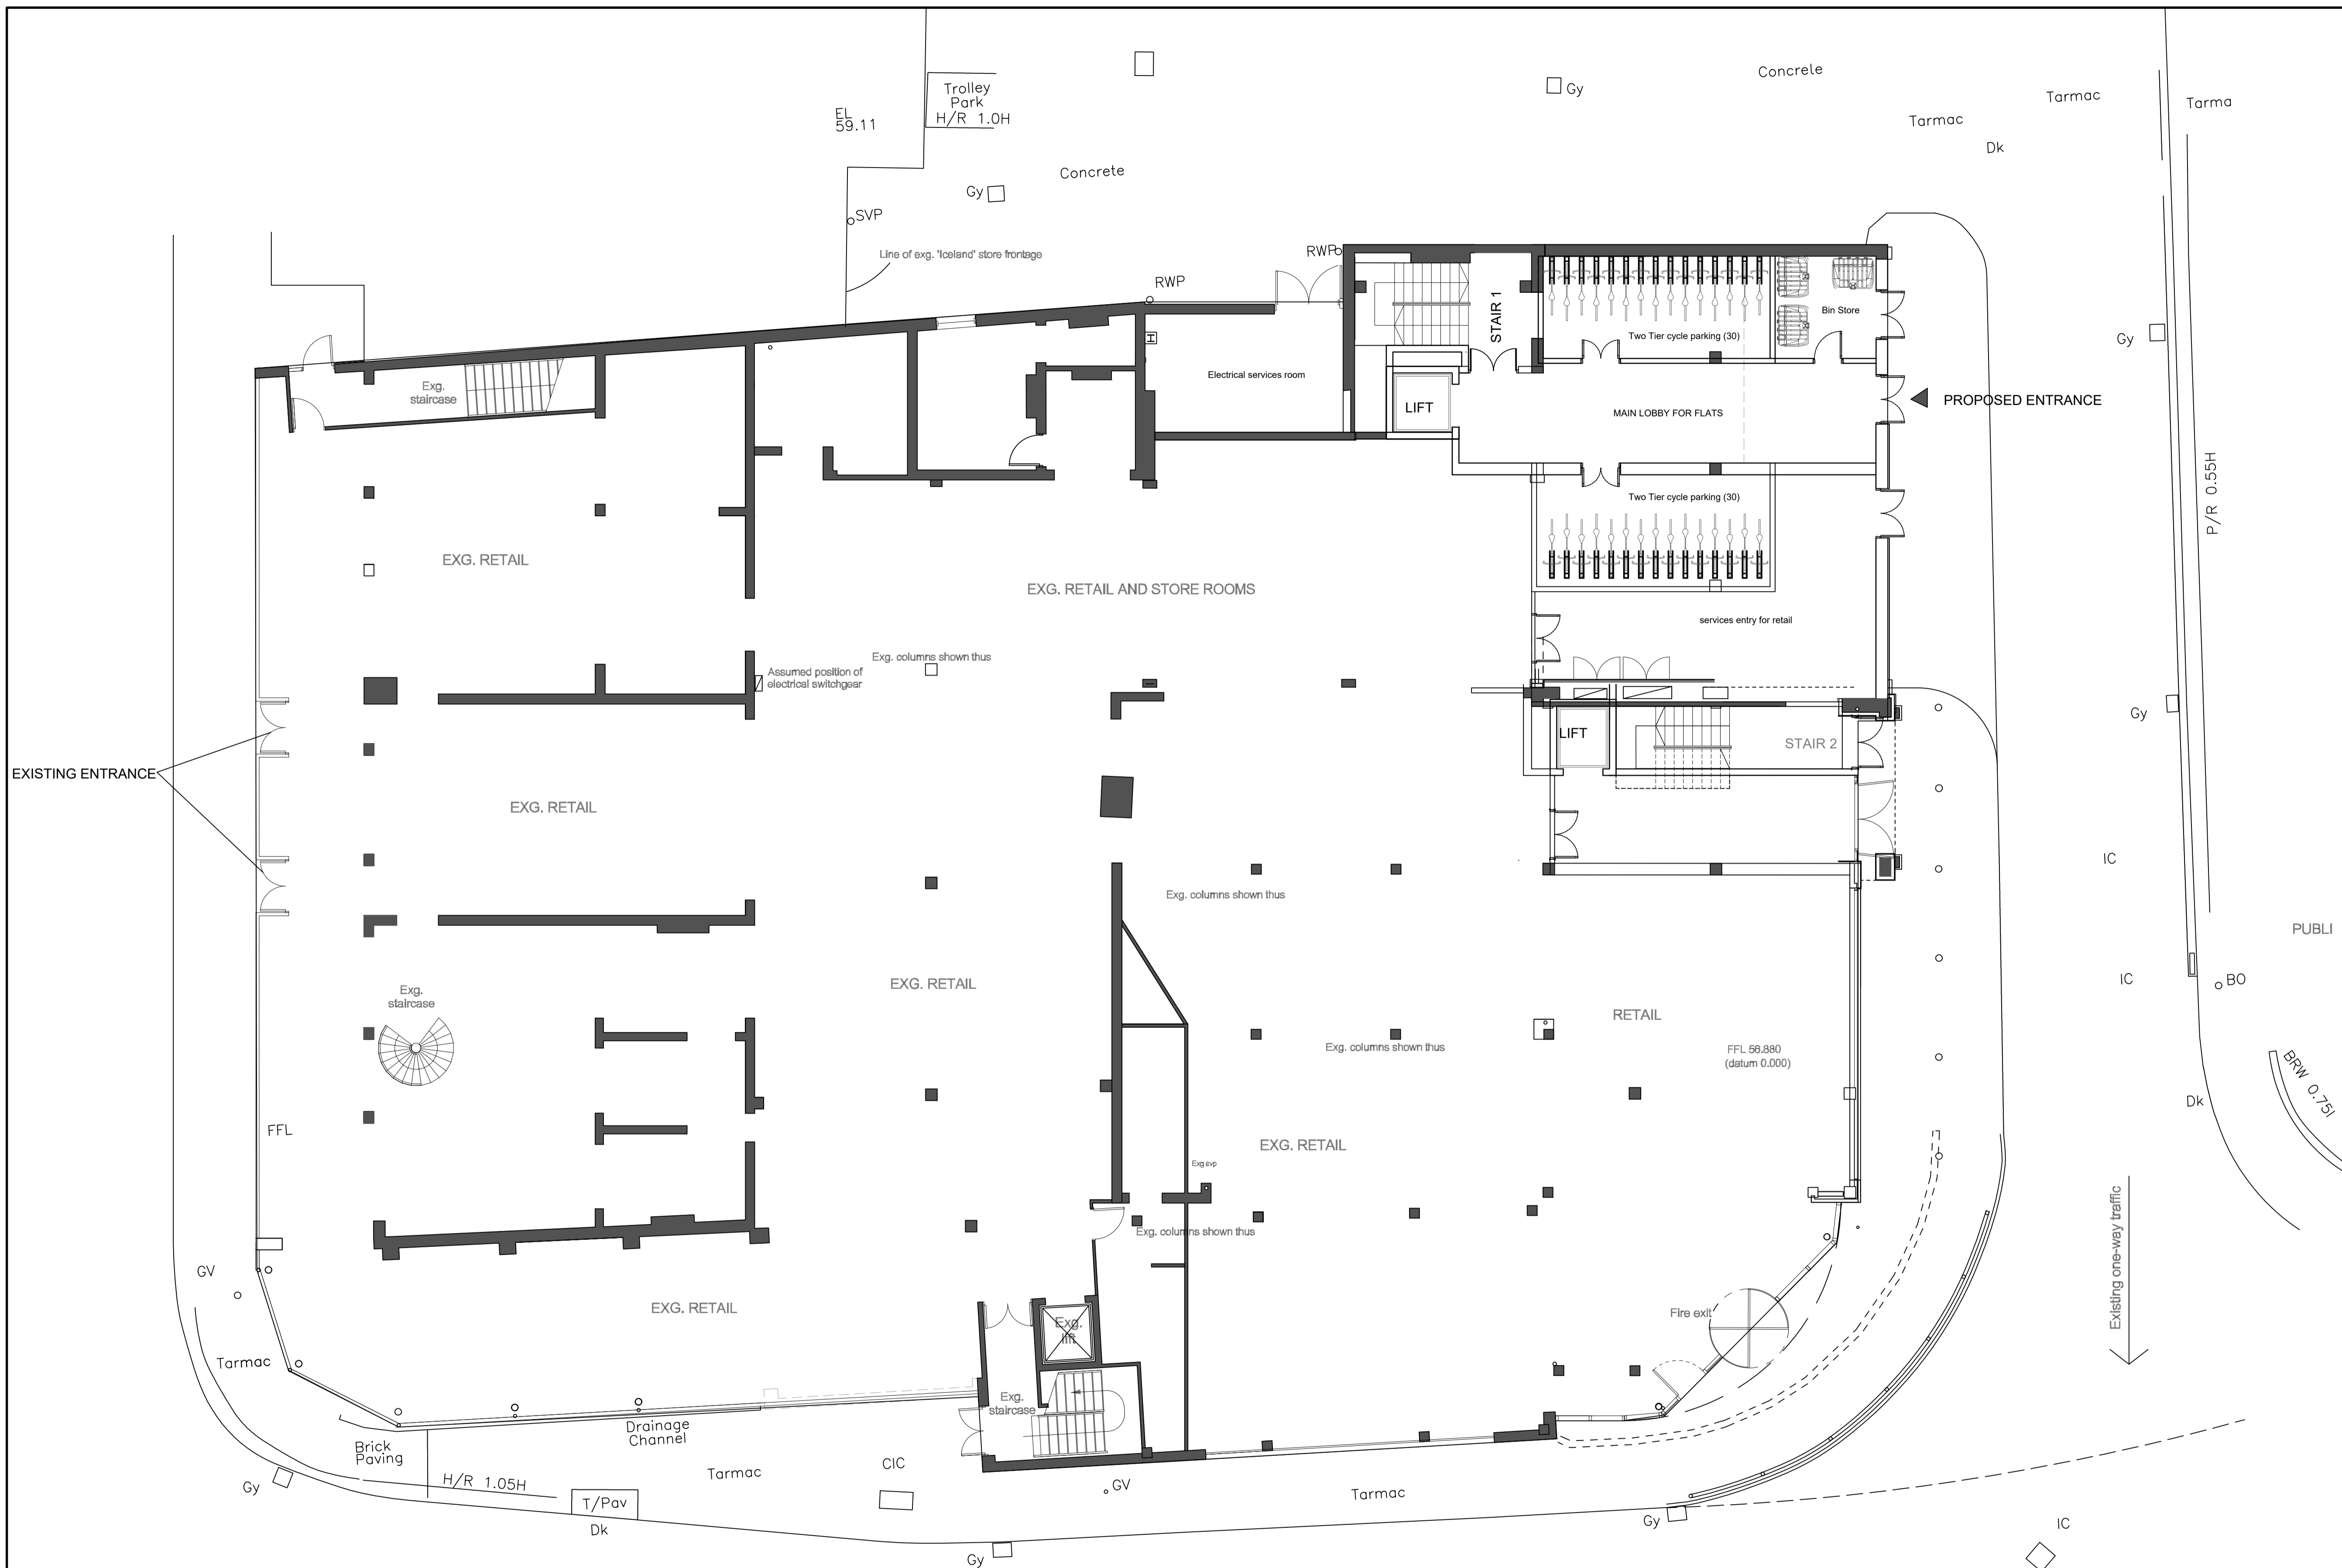 Concrele
Tarmac
Tarma
Gy
Trolley
Park
H/R 1.0H
EL
59.11
Tarmac
Dk
Concrete
Gy
SVP
Line of exg. 'Iceland' store frontage
RWP
RWP
STAIR 1
Bin Store
Two Tier cycle parking (30)
Gy
Electrical services room
Exg.
staircase
LIFT
MAIN LOBBY FOR FLATS
PROPOSED ENTRANCE
H
P/R 0.55H
Two Tier cycle parking (30)
EXG. RETAIL
EXG. RETAIL AND STORE ROOMS
services entry for retail
Exg. columns shown thus
Assumed position of
electrical switchgear
Gy
LIFT
STAIR 2
EXISTING ENTRANCE
EXG. RETAIL
IC
Exg. columns shown thus
PUBLI
EXG. RETAIL
IC
BO
Exg.
staircase
RETAIL
Exg. columns shown thus
FFL 56.880
(datum 0.000)
BRW 0.75I
Dk
FFL
EXG. RETAIL
Exg svp
Exg. columns shown thus
Existing one-way traffic
GV
EXG. RETAIL
Fire exit
Exg.
lift
Tarmac
Exg.
staircase
Drainage
Channel
Brick
Paving
CIC
Tarmac
H/R 1.05H
Gy
GV
Tarmac
T/Pav
Dk
Gy
IC
Gy